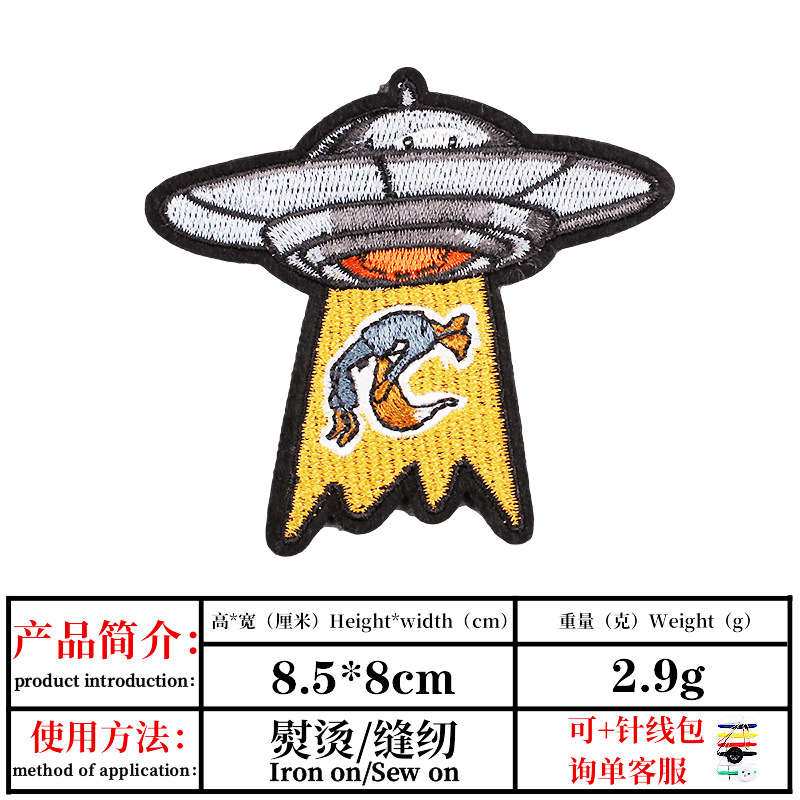 产品简介:
product introduction:
高*宽（厘米）Height*width（cm）
重量（克）Weight（g）
8.5*8cm
2.9g
使用方法:
method of application:
熨烫/缝纫
Iron on/Sew on
可+针线包
询单客服